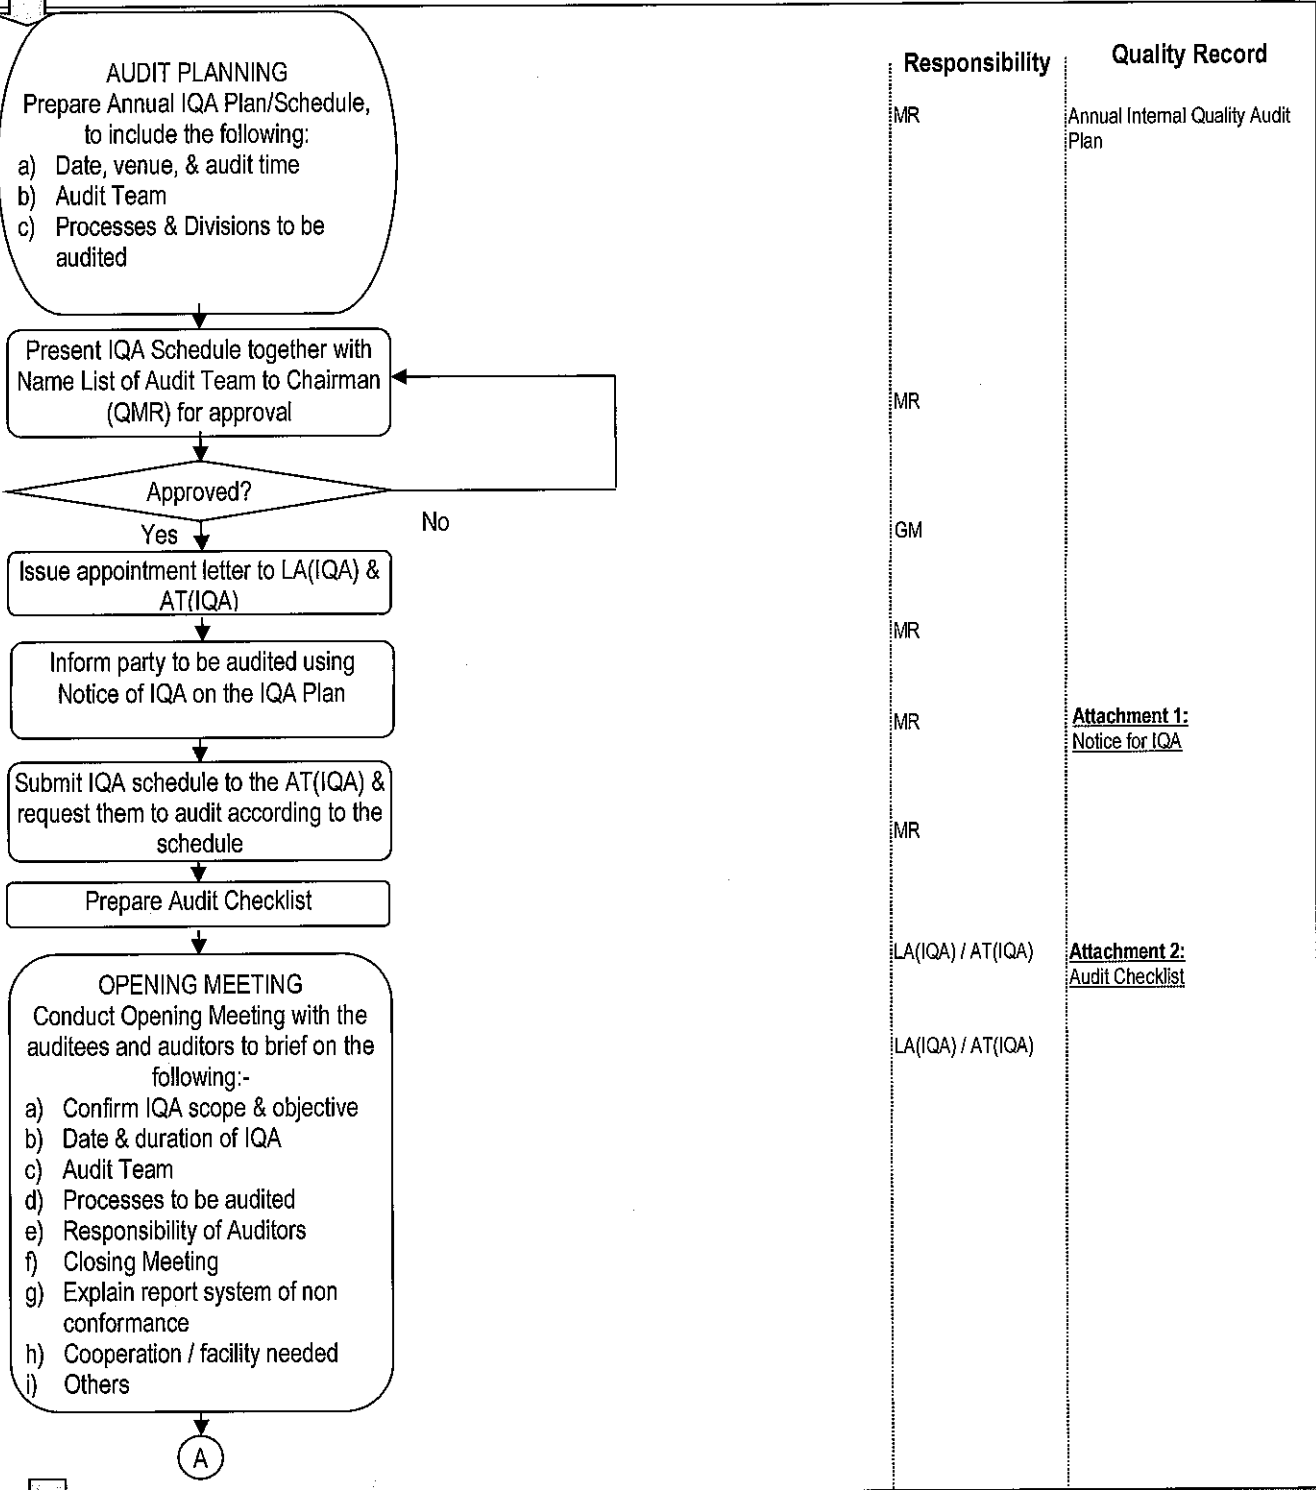 AUDIT PLANNING
Prepare Annual IQA Plan/Schedule,
to include the following:
a) Date, venue, & audit time
b) Audit Team
c) Processes & Divisions to be
audited
Present IQA Schedule together with
Name List of Audit Team to Chairman
(QMR) for approval
Approved?
No
Yes
Issue appointment letter to LA(IQA) &
AT(IQA)
Inform party to be audited using
Notice of IQA on the IQA Plan
Submit IQA schedule to the AT(IQA) &
request them to audit according to the
schedule
Prepare Audit Checklist
OPENING MEETING
Conduct Opening Meeting with the
auditees and auditors to brief on the
following:-
a) Confirm IQA scope & objective
b) Date & duration of IQA
c) Audit Team
d) Processes to be audited
e) Responsibility of Auditors
f) Closing Meeting
g) Explain report system of non
conformance
h) Cooperation / facility needed
i) Others
A
Responsibility
MR
MR
GM
MR
MR
MR
LA(IQA) / AT(IQA)
LA(IQA) / AT(IQA)
Quality Record
Annual Internal Quality Audit
Plan
Attachment 1:
Notice for IQA
Attachment 2:
Audit Checklist